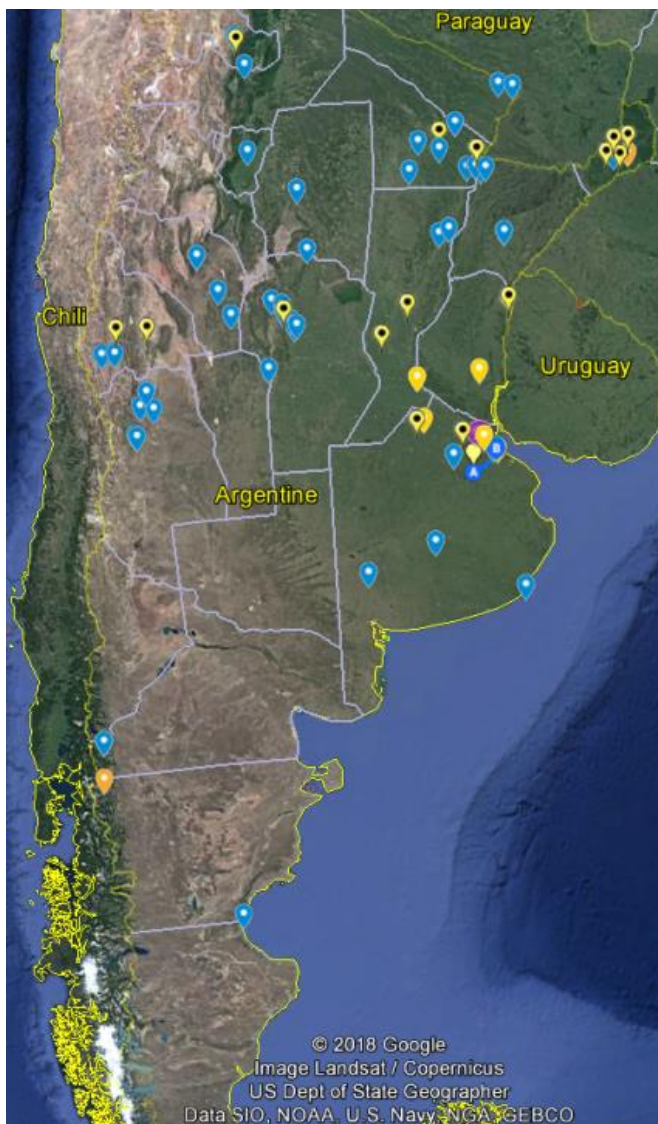 Paraguay
Chili
Uruguay
Argentine
B
A
© 2018 Google
Image Landsat / Copernicus
US Dept of State Geographer
Data SIO, NOAA, U.S. Navy, NGA, GEBCO